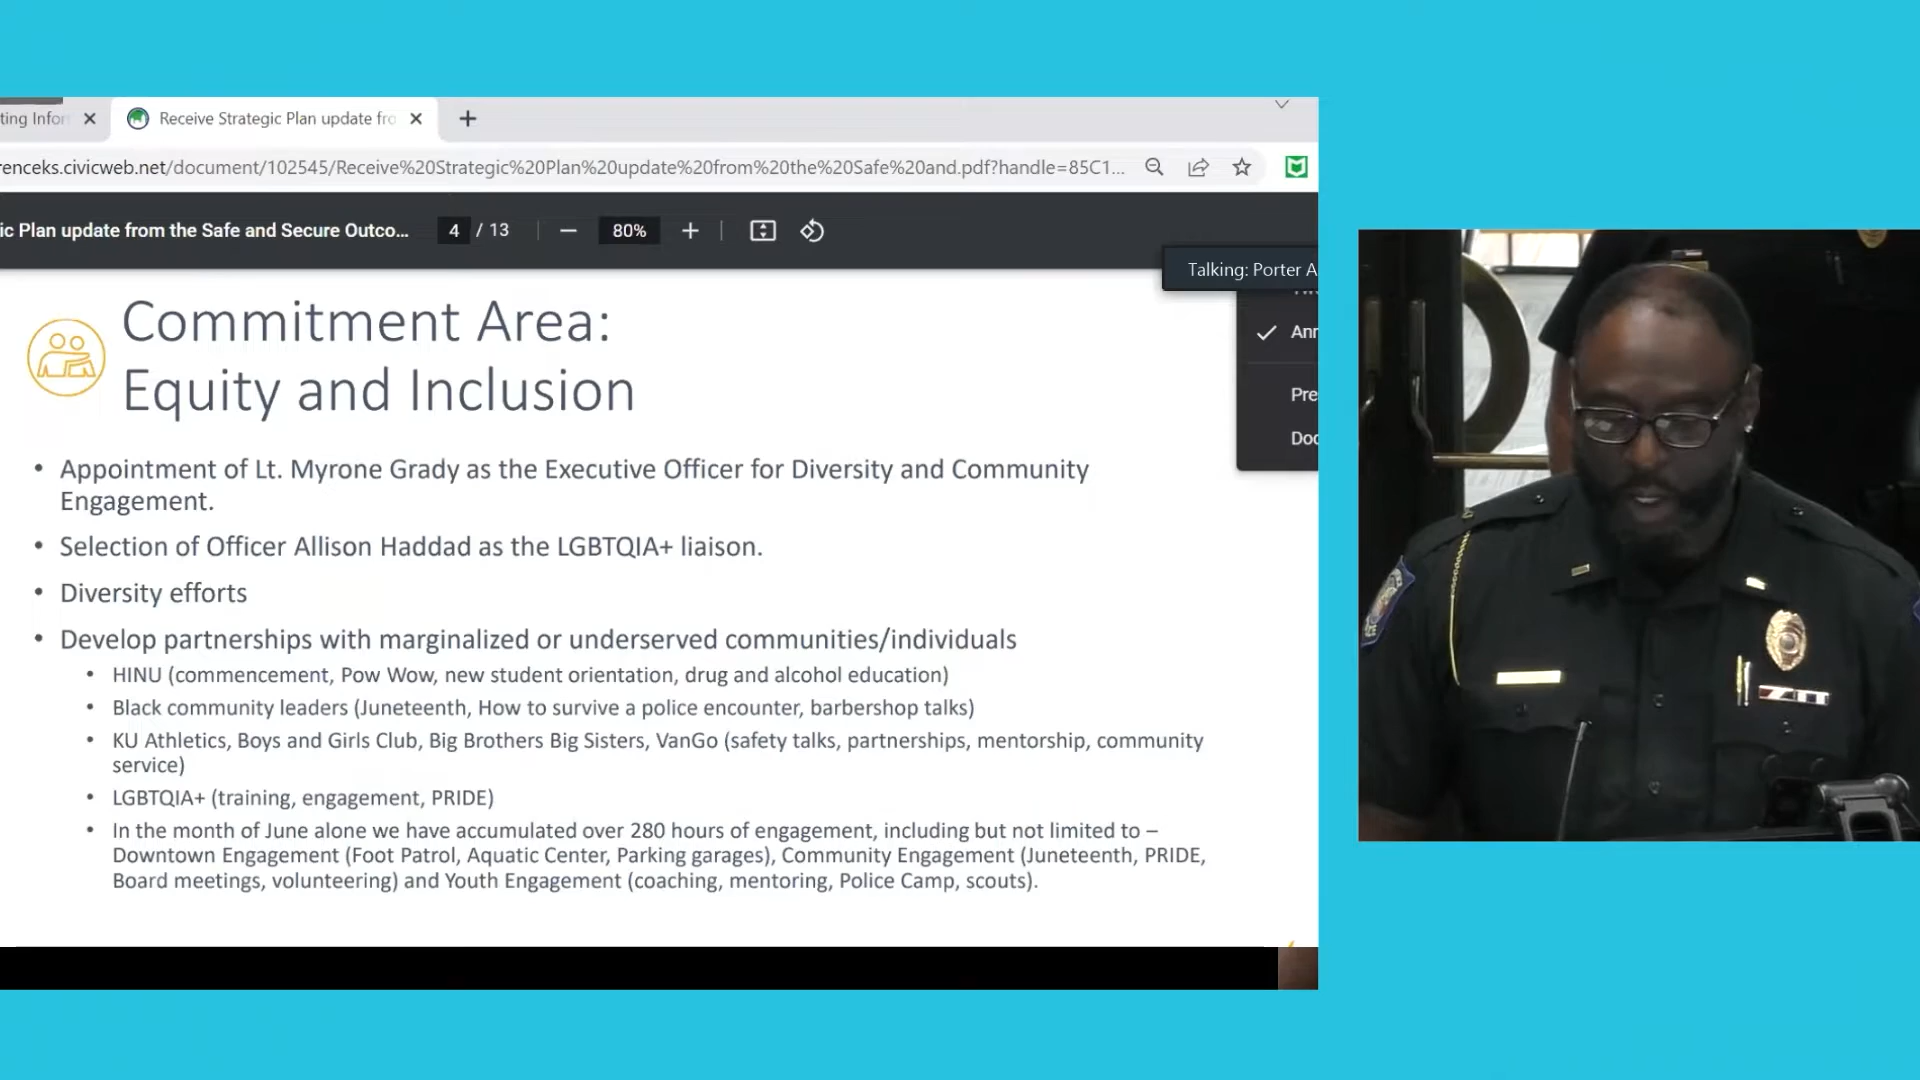 ting Infor
Receive Strategic Plan update fro
renceks.civicweb.net/document/102545/Receive%20Strategic%20Plan%20update%20from%20the%20Safe%20and.pdf?handle=85C1...
ic Plan update from the Safe and Secure Outco...
4 / 13
80%
Talking: Porter A
Ann
Pre
Doc
Commitment Area:
Equity and Inclusion
• Appointment of Lt. Myrone Grady as the Executive Officer for Diversity and Community
Engagement.
• Selection of Officer Allison Haddad as the LGBTQIA+ liaison.
• Diversity efforts
• Develop partnerships with marginalized or underserved communities/individuals
• HINU (commencement, Pow Wow, new student orientation, drug and alcohol education)
• Black community leaders (Juneteenth, How to survive a police encounter, barbershop talks)
• KU Athletics, Boys and Girls Club, Big Brothers Big Sisters, VanGo (safety talks, partnerships, mentorship, community
service)
• LGBTQIA+ (training, engagement, PRIDE)
• In the month of June alone we have accumulated over 280 hours of engagement, including but not limited to –
Downtown Engagement (Foot Patrol, Aquatic Center, Parking garages), Community Engagement (Juneteenth, PRIDE,
Board meetings, volunteering) and Youth Engagement (coaching, mentoring, Police Camp, scouts).